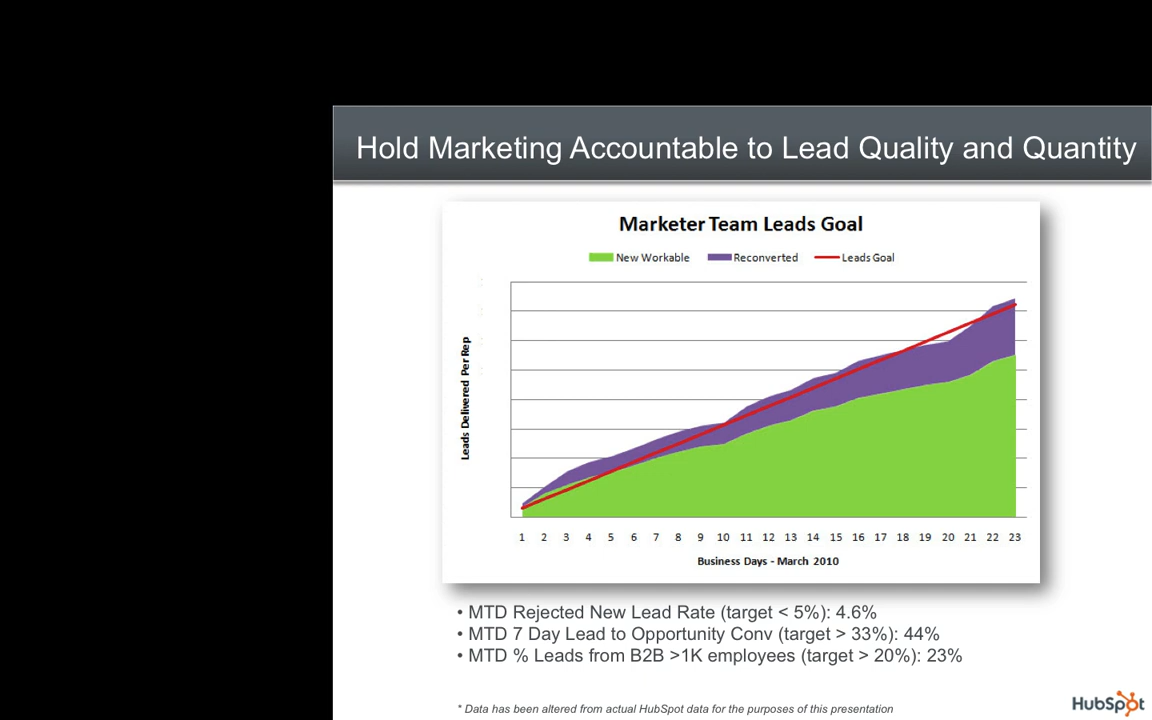 Hold Marketing Accountable to Lead Quality and Quantity
Marketer Team Leads Goal
New Workable Reconverted Leads Goal
Leads Delivered Per Rep
1 2 3 4 5 6 7 8 9 10 11 12 13 14 15 16 17 18 19 20 21 22 23
Business Days - March 2010
• MTD Rejected New Lead Rate (target < 5%): 4.6%
• MTD 7 Day Lead to Opportunity Conv (target > 33%): 44%
• MTD % Leads from B2B >1K employees (target > 20%): 23%
* Data has been altered from actual HubSpot data for the purposes of this presentation
HubSpot